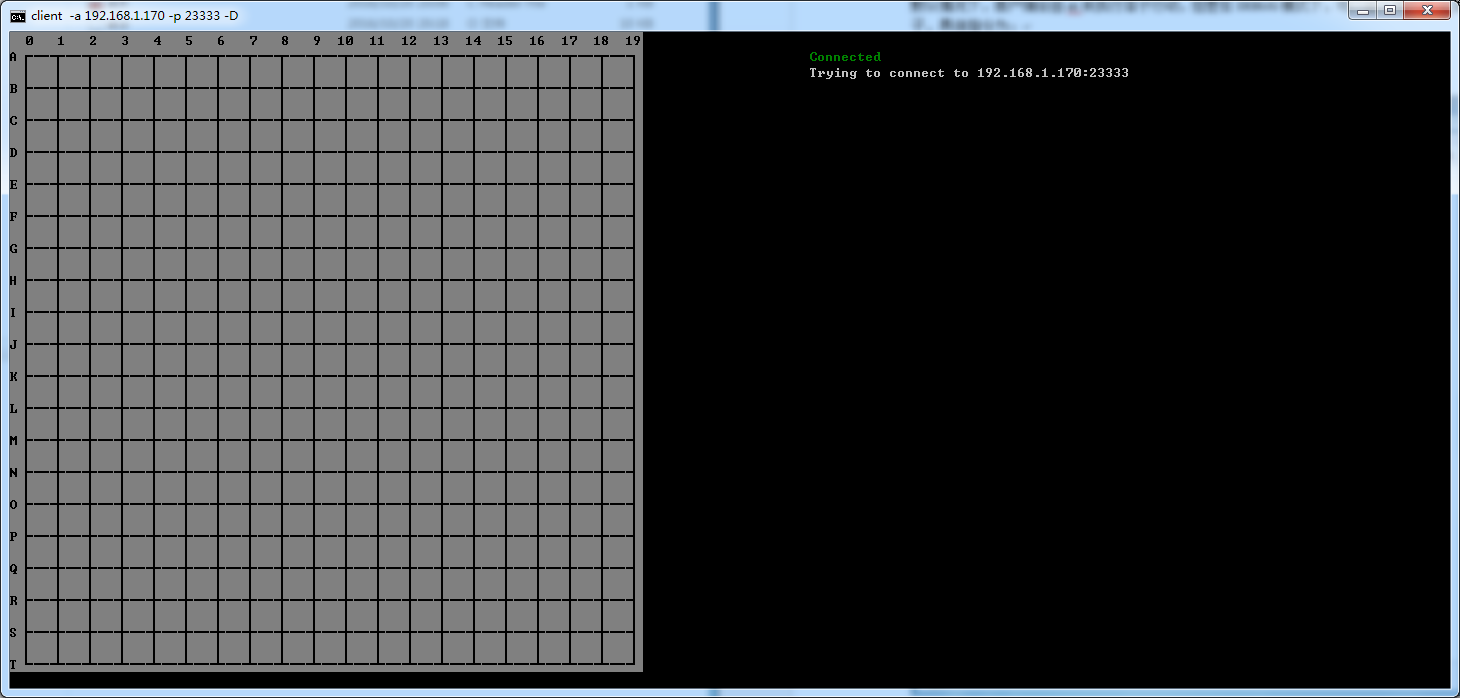 client -a 192.168.1.170 -p 23333 -D
0 1 2 3 4 5 6 7 8 9 10 11 12 13 14 15 16 17 18 19
A
B
C
D
E
F
G
H
I
J
K
L
M
N
O
P
Q
R
S
T
Connected
Trying to connect to 192.168.1.170:23333